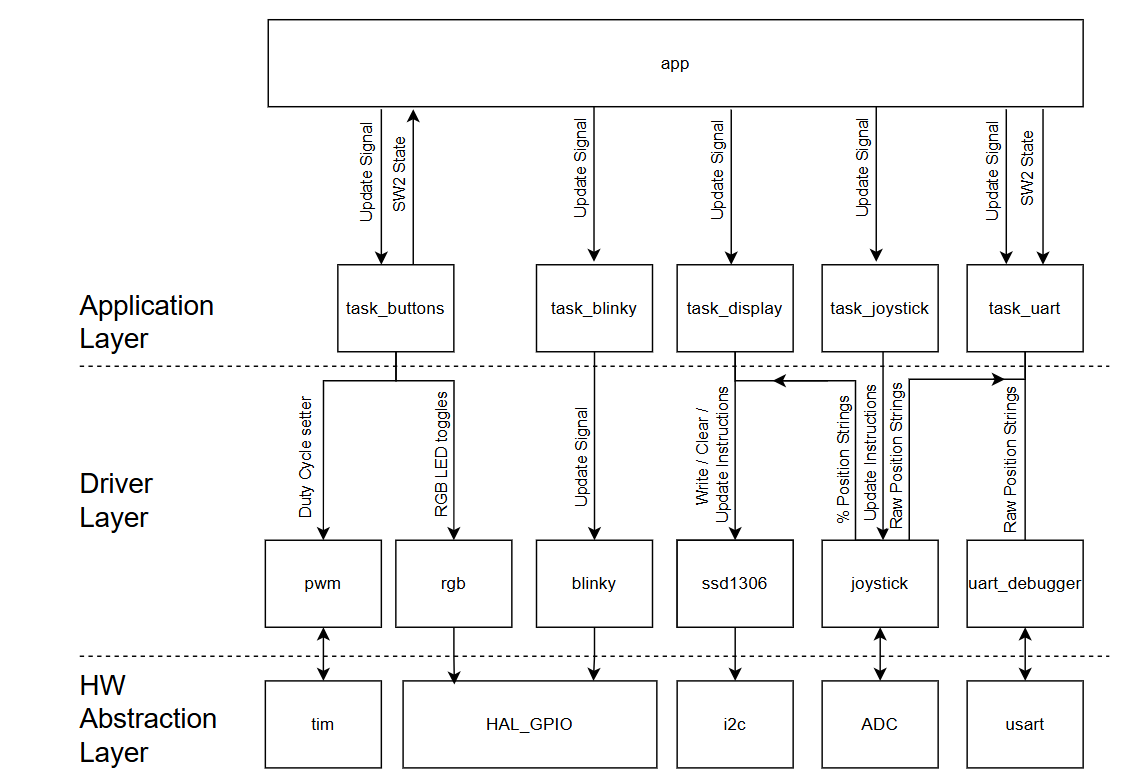 app
Update Signal
SW2 State
Update Signal
Update Signal
Update Signal
Update Signal
SW2 State
Application
Layer
task_buttons
task_blinky
task_display
task_joystick
task_uart
Driver
Layer
Duty Cycle setter
RGB LED toggles
Update Signal
Write / Clear /
Update Instructions
% Position Strings
Update Instructions
Raw Position Strings
Raw Position Strings
pwm
rgb
blinky
ssd1306
joystick
uart_debugger
HW
Abstraction
Layer
tim
HAL_GPIO
i2c
ADC
usart